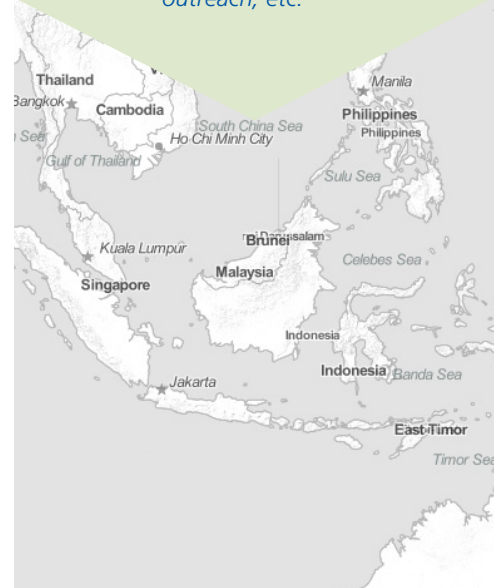 outreach, etc.
Thailand
Manila
Bangkok
Cambodia
Philippines
South China Sea
Philippines
Ho Chi Minh City
Gulf of Thailand
Sulu Sea
Brunei
Kuala Lumpur
Celebes Sea
Malaysia
Singapore
Indonesia
Indonesia
Banda Sea
Jakarta
East Timor
Timor Sea